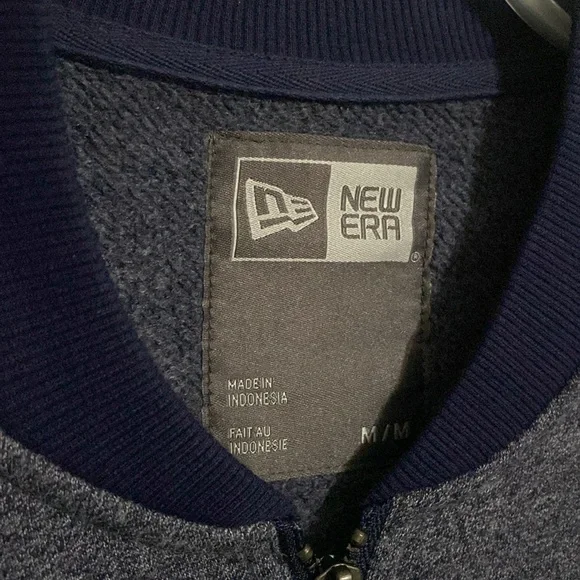 NEW
ERA
®
MADE IN
INDONESIA
FAIT AU
INDONESIE
M/M